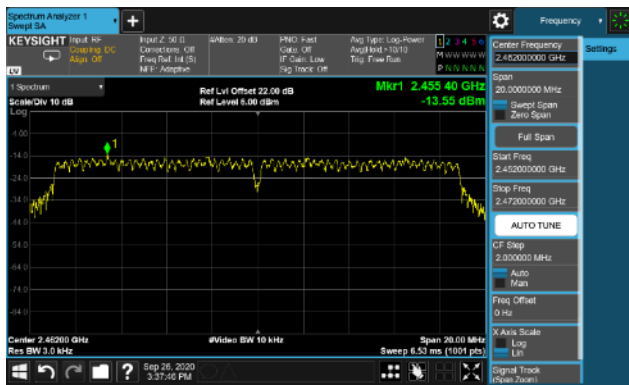 Spectrum Analyzer 1
Swept SA
+
Frequency
KEYSIGHT Input: RF
Coupling: DC
Align: Off
Input Z: 50 Ω
Corrections: Off
Freq Ref: Int (S)
NFE: Adaptive
#Atten: 20 dB
PNO: Fast
Gate: Off
IF Gain: Low
Sig Track: Off
Avg Type: Log-Power
Avg|Hold:>10/10
Trig: Free Run
1 2 3 4 5 6
M W W W W W
P N N N N N
LV
1 Spectrum
Scale/Div 10 dB
Log
Ref Lvl Offset 22.00 dB
Ref Level 6.00 dBm
Mkr1 2.455 40 GHz
-13.55 dBm
1
-4.00
-14.0
-24.0
-34.0
-44.0
-54.0
-64.0
-74.0
-84.0
Center 2.46200 GHz
Res BW 3.0 kHz
#Video BW 10 kHz
Span 20.00 MHz
Sweep 6.53 ms (1001 pts)
Center Frequency
2.462000000 GHz
Settings
Span
20.0000000 MHz
Swept Span
Zero Span
Full Span
Start Freq
2.452000000 GHz
Stop Freq
2.472000000 GHz
AUTO TUNE
CF Step
2.000000 MHz
Auto
Man
Freq Offset
0 Hz
X Axis Scale
Log
Lin
Signal Track
(Span Zoom)
?
Sep 26, 2020
3:37:46 PM